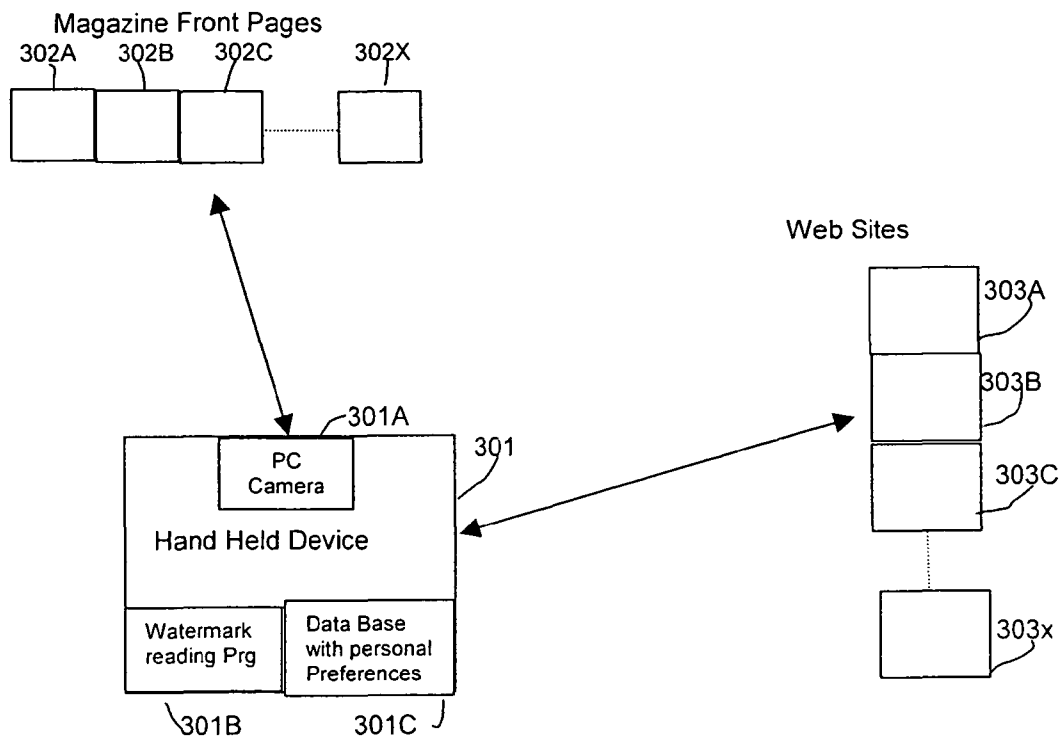 Magazine Front Pages
302A 302B 302C 302X
Web Sites
303A
303B
303C
303x
301A
301
PC
Camera
Hand Held Device
Watermark
reading Prg
Data Base
with personal
Preferences
301B 301C